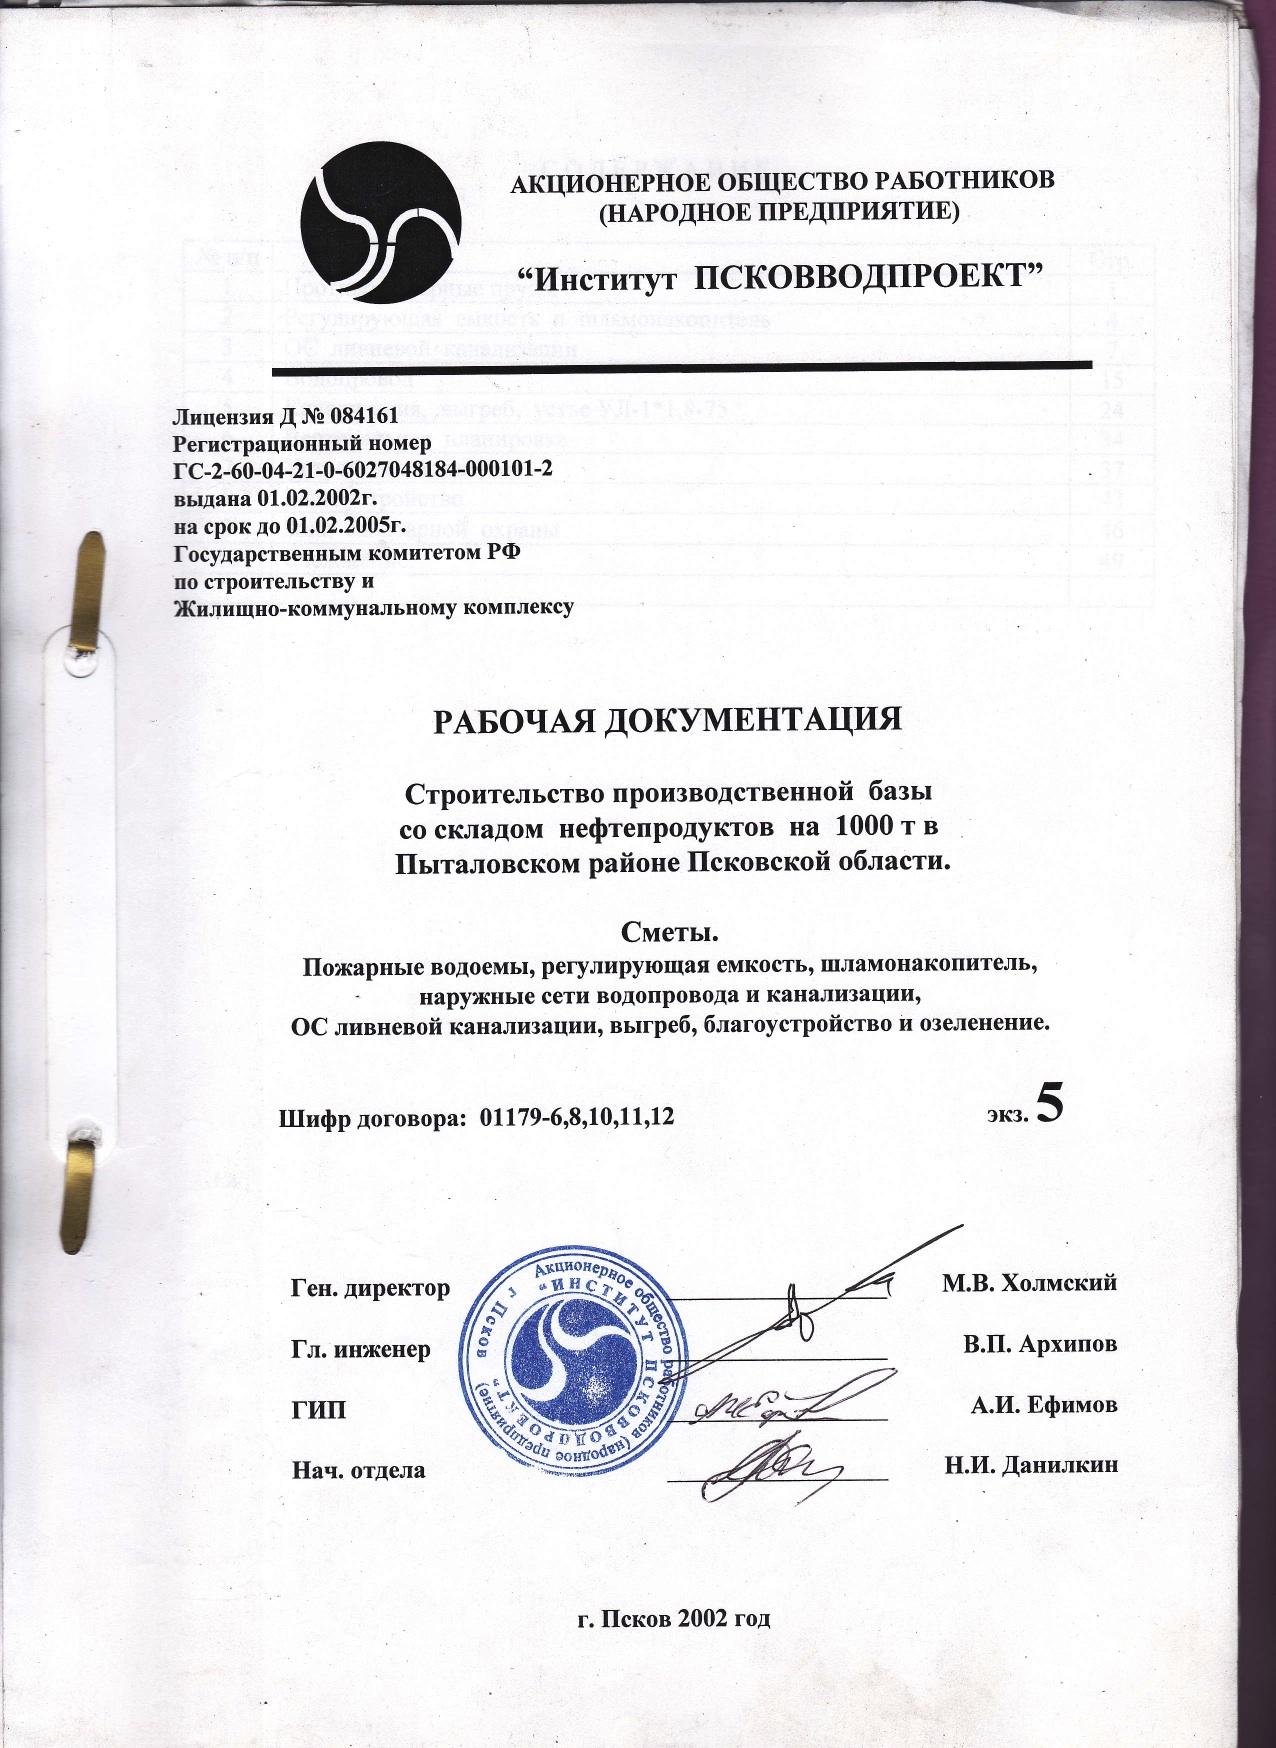 АКЦИОНЕРНОЕ ОБЩЕСТВО РАБОТНИКОВ
(НАРОДНОЕ ПРЕДПРИЯТИЕ)
“Институт ПСКОВВОДПРОЕКТ”
Лицензия Д № 084161
Регистрационный номер
ГС-2-60-04-21-0-6027048184-000101-2
выдана 01.02.2002г.
на срок до 01.02.2005г.
Государственным комитетом РФ
по строительству и
Жилищно-коммунальному комплексу
РАБОЧАЯ ДОКУМЕНТАЦИЯ
Строительство производственной базы
со складом нефтепродуктов на 1000 т в
Пыталовском районе Псковской области.
Сметы.
Пожарные водоемы, регулирующая емкость, шламонакопитель,
наружные сети водопровода и канализации,
ОС ливневой канализации, выгреб, благоустройство и озеленение.
Шифр договора: 01179-6,8,10,11,12 экз. 5
Ген. директор М.В. Холмский
Гл. инженер В.П. Архипов
ГИП А.И. Ефимов
Нач. отдела Н.И. Данилкин
Акционерное общество работников (народное предприятие) г Псков
“ИНСТИТУТ ПСКОВВОДПРОЕКТ”
г. Псков 2002 год